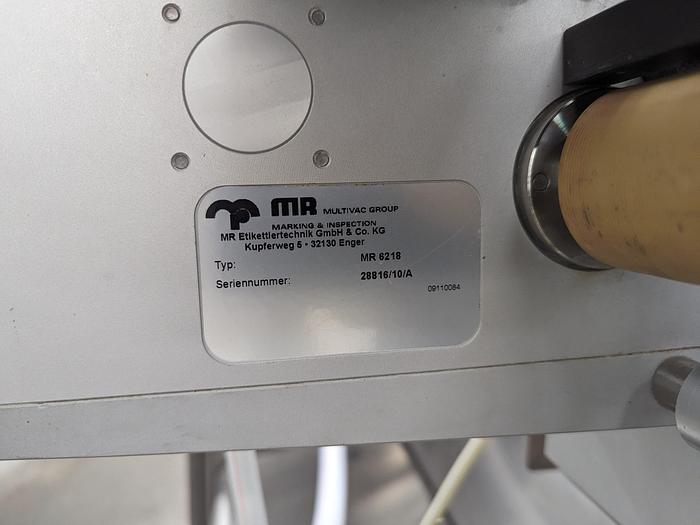 MR MULTIVAC GROUP
MARKING & INSPECTION
MR Etikettiertechnik GmbH & Co. KG
Kupferweg 5 • 32130 Enger
Typ: MR 6218
Seriennummer: 28816/10/A
09110084